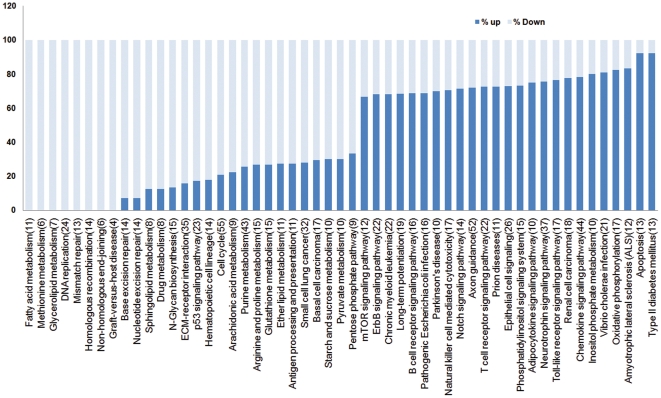 % up
% Down
120
100
80
60
40
20
0
Fatty acid metabolism(11)
Methionine metabolism(6)
Glycerolipid metabolism(7)
DNA replication(24)
Mismatch repair(13)
Homologous recombination(14)
Non-homologous end-joining(6)
Graft-versus-host disease(4)
Base excision repair(14)
Nucleotide excision repair(14)
Sphingolipid metabolism(8)
Drug metabolism(8)
N-Glycan biosynthesis(15)
ECM-receptor interaction(35)
p53 signaling pathway(23)
Hematopoietic cell lineage(14)
Cell cycle(55)
Arachidonic acid metabolism(9)
Purine metabolism(43)
Arginine and proline metabolism(15)
Glutathione metabolism(15)
Ether lipid metabolism(11)
Antigen processing and presentation(11)
Small cell lung cancer(32)
Basal cell carcinoma(17)
Starch and sucrose metabolism(10)
Pyruvate metabolism(10)
Pentose phosphate pathway(9)
mTOR signaling pathway(12)
ErbB signaling pathway(22)
Chronic myeloid leukemia(22)
Long-term potentiation(19)
B cell receptor signaling pathway(16)
Pathogenic Escherichia coli infection(16)
Parkinson's disease(10)
Natural killer cell mediated cytotoxicity(17)
Notch signaling pathway(14)
Axon guidance(52)
T cell receptor signaling pathway(22)
Prion diseases(11)
Epithelial cell signaling(26)
Phosphatidylinositol signaling system(15)
Adipocytokine signaling pathway(10)
Neurotrophin signaling pathway(37)
Toll-like receptor signaling pathway(17)
Renal cell carcinoma(18)
Chemokine signaling pathway(44)
Inositol phosphate metabolism(10)
Vibrio cholerae infection(21)
Oxidative phosphorylation(17)
Amyotrophic lateral sclerosis (ALS)(12)
Apoptosis(13)
Type II diabetes mellitus(13)